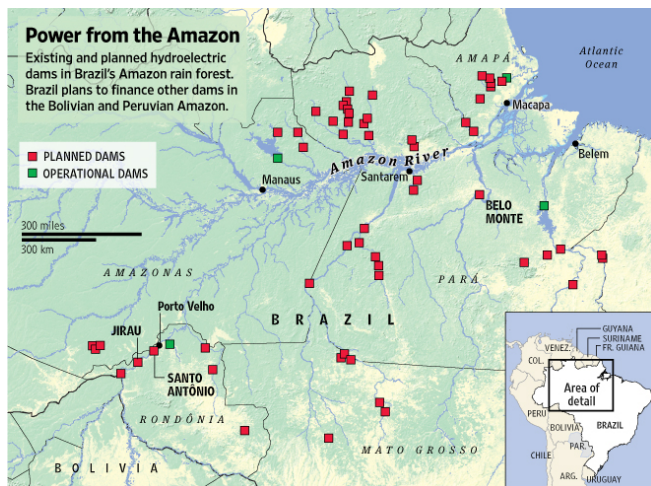 Power from the Amazon
Existing and planned hydroelectric
dams in Brazil's Amazon rain forest.
Brazil plans to finance other dams in
the Bolivian and Peruvian Amazon.
PLANNED DAMS
OPERATIONAL DAMS
300 miles
300 km
AMAPÁ
Atlantic
Ocean
Macapa
Belem
Amazon River
Manaus
Santarem
BELO
MONTE
AMAZONAS
PARÁ
Porto Velho
BRAZIL
JIRAU
SANTO
ANTÔNIO
RONDÔNIA
MATO GROSSO
BOLIVIA
GUYANA
SURINAME
FR. GUIANA
VENEZ.
COL.
Area of
detail
PERU
BRAZIL
BOLIVIA
PAR.
CHILE
ARG.
URUGUAY